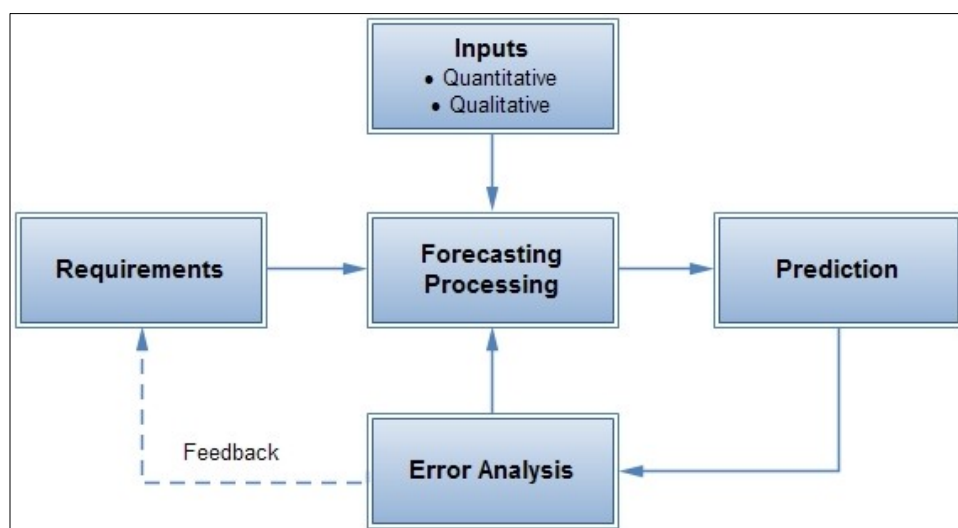 Inputs
• Quantitative
• Qualitative
Requirements
Forecasting
Processing
Prediction
Feedback
Error Analysis